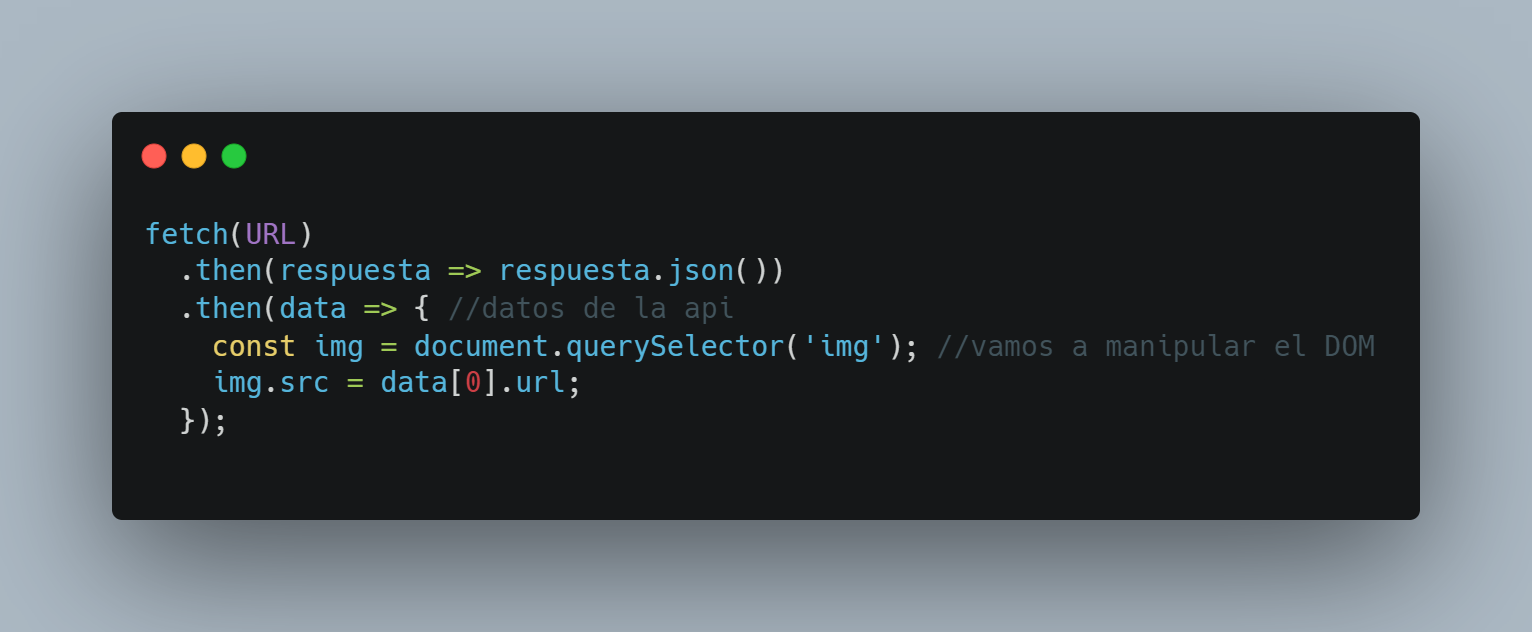 fetch(URL)
  .then(respuesta => respuesta.json())
  .then(data => { //datos de la api
    const img = document.querySelector('img'); //vamos a manipular el DOM
    img.src = data[0].url;
  });